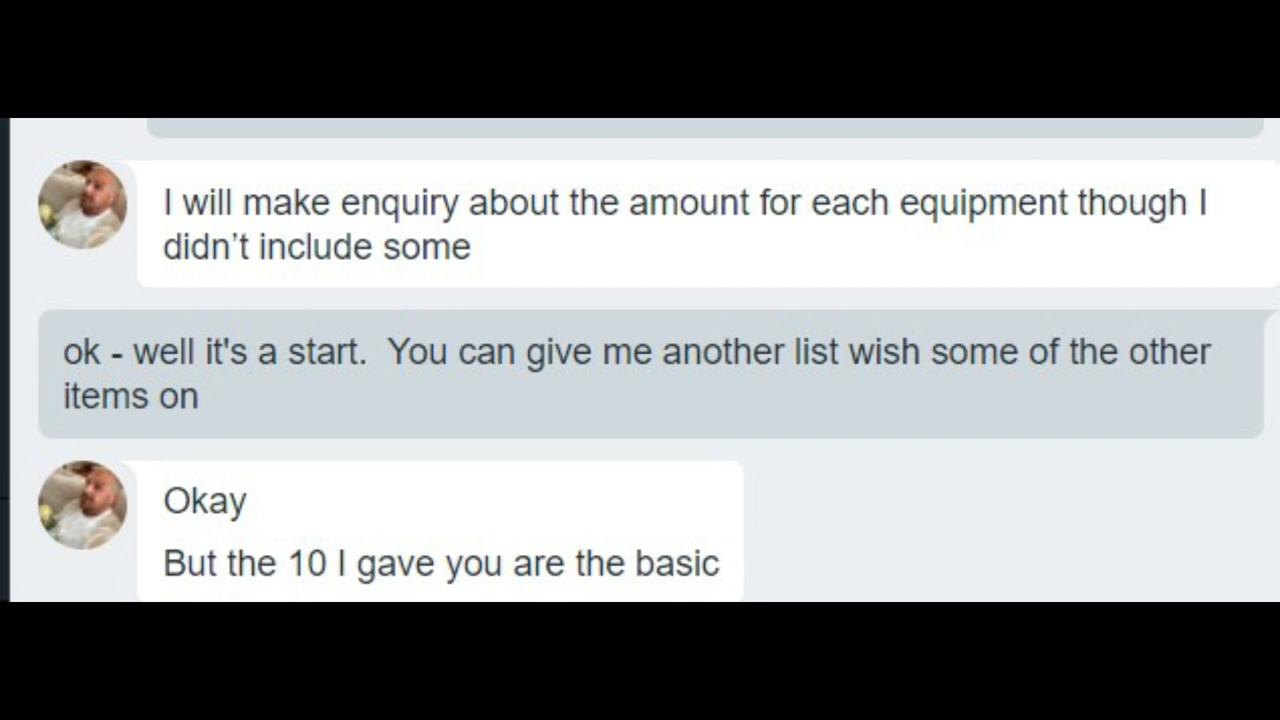 I will make enquiry about the amount for each equipment though I
didn’t include some
ok - well it's a start.  You can give me another list wish some of the other
items on
Okay
But the 10 I gave you are the basic